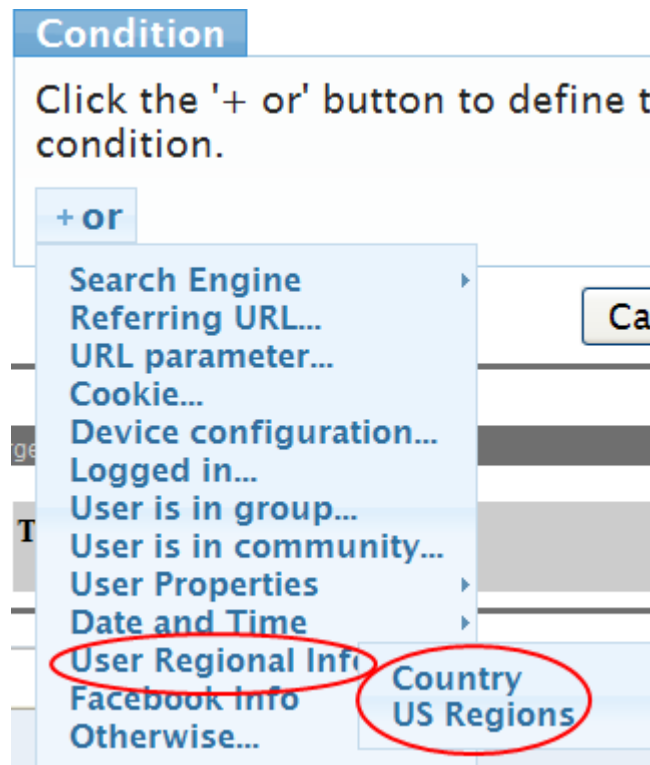 Condition
Click the '+ or' button to define t
condition.
+ or
Search Engine
Referring URL...
Ca
URL parameter...
Cookie...
Device configuration...
rge
Logged in...
User is in group...
T
User is in community...
User Properties
Date and Time
User Regional Inf
Country
Facebook Info
US Regions
Otherwise...